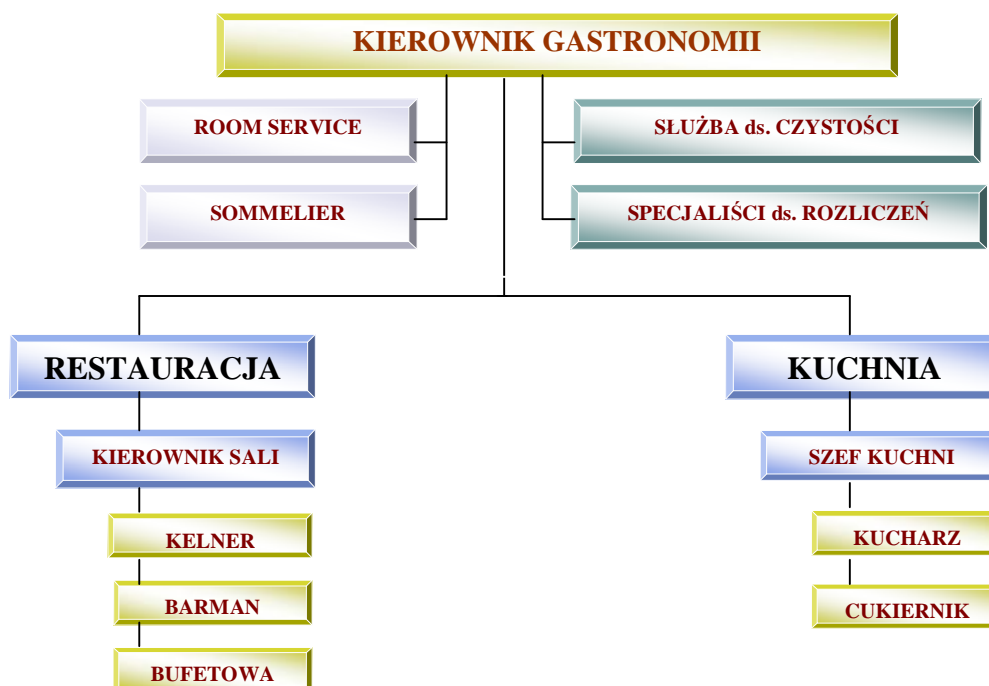 KIEROWNIK GASTRONOMII
ROOM SERVICE
SŁUŻBA ds. CZYSTOŚCI
SOMMELIER
SPECJALIŚCI ds. ROZLICZEŃ
RESTAURACJA
KUCHNIA
KIEROWNIK SALI
SZEF KUCHNI
KELNER
KUCHARZ
BARMAN
CUKIERNIK
BUFETOWA